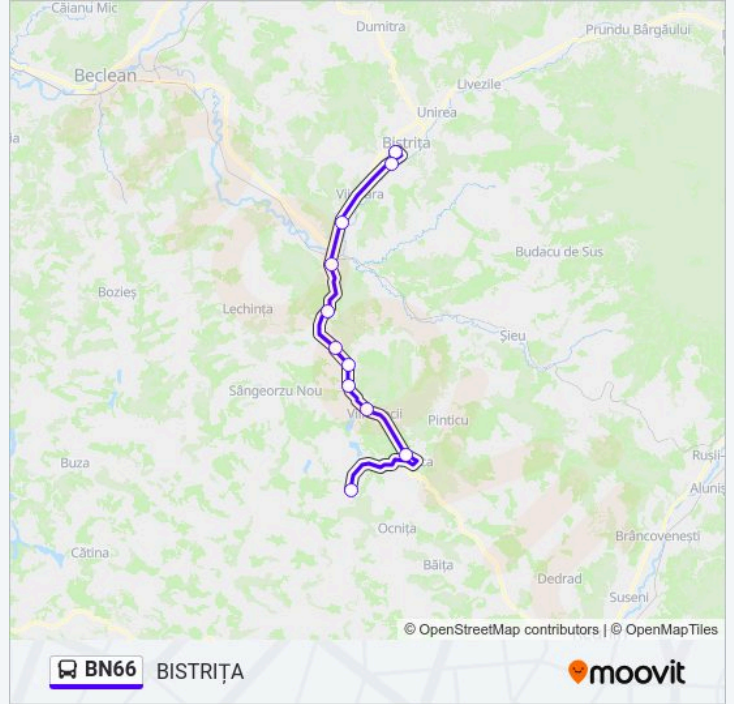 Căianu Mic
Dumitra
Prundu Bârgăului
Beclean
Livezile
Unirea
Bistrița
Budacu de Sus
Bozieș
Lechința
Șieu
Sângeorzu Nou
Pinticu
Buza
Rușii-
Aluniș
Ocnița
Brâncovenești
Cătina
Băița
Dedrad
Suseni
© OpenStreetMap contributors | © OpenMapTiles
BN66 BISTRIȚA
moovit